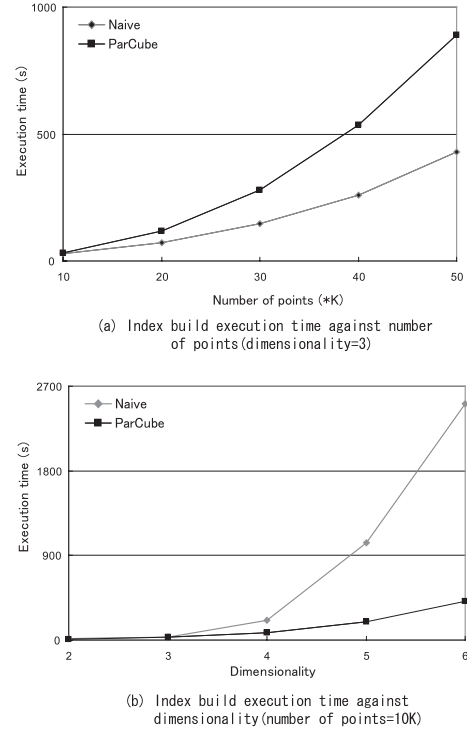 1000
Naive
ParCube
500
0
Execution time (s)
10 20 30 40 50
Number of points (*K)
(a) Index build execution time against number
of points(dimensionality=3)
2700
Naive
ParCube
1800
900
0
Execution time (s)
2 3 4 5 6
Dimensionality
(b) Index build execution time against
dimensionality(number of points=10K)